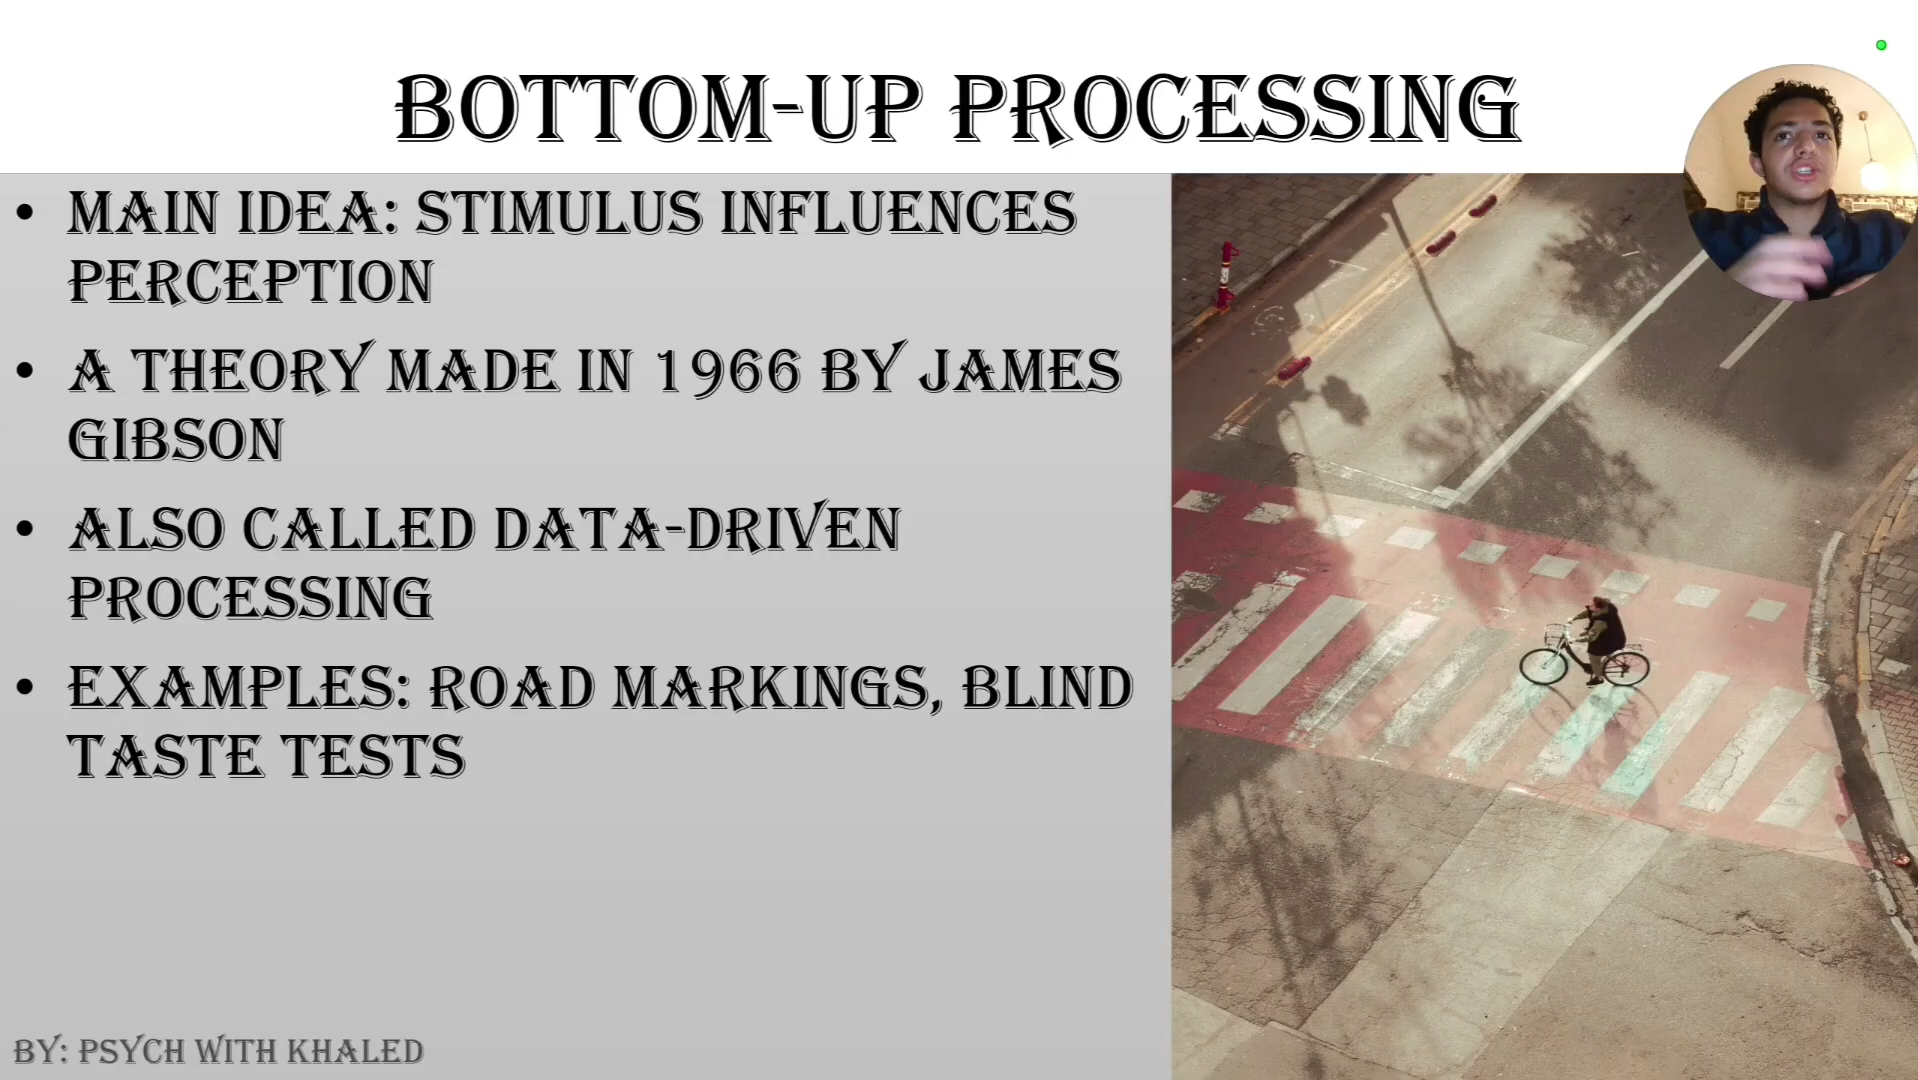 BOTTOM-UP PROCESSING
• MAIN IDEA: STIMULUS INFLUENCES
PERCEPTION
• A THEORY MADE IN 1966 BY JAMES
GIBSON
• ALSO CALLED DATA-DRIVEN
PROCESSING
• EXAMPLES: ROAD MARKINGS, BLIND
TASTE TESTS
BY: PSYCH WITH KHALED